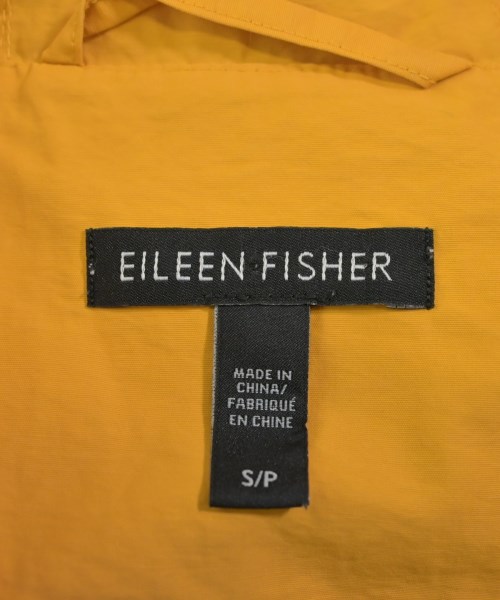 EILEEN FISHER
MADE IN
CHINA/
FABRIQUÉ
EN CHINE
S/P